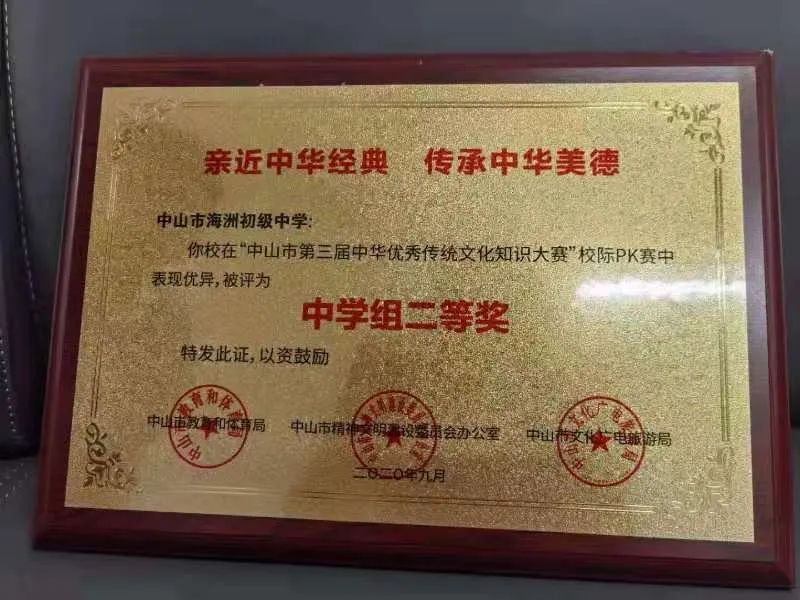 亲近中华经典 传承中华美德
中山市海洲初级中学:
你校在“中山市第三届中华优秀传统文化知识大赛”校际PK赛中
表现优异,被评为
中学组二等奖
特发此证,以资鼓励
中山市教育和体育局 中山市精神文明建设委员会办公室 中山市文化广电旅游局
二〇二〇年九月